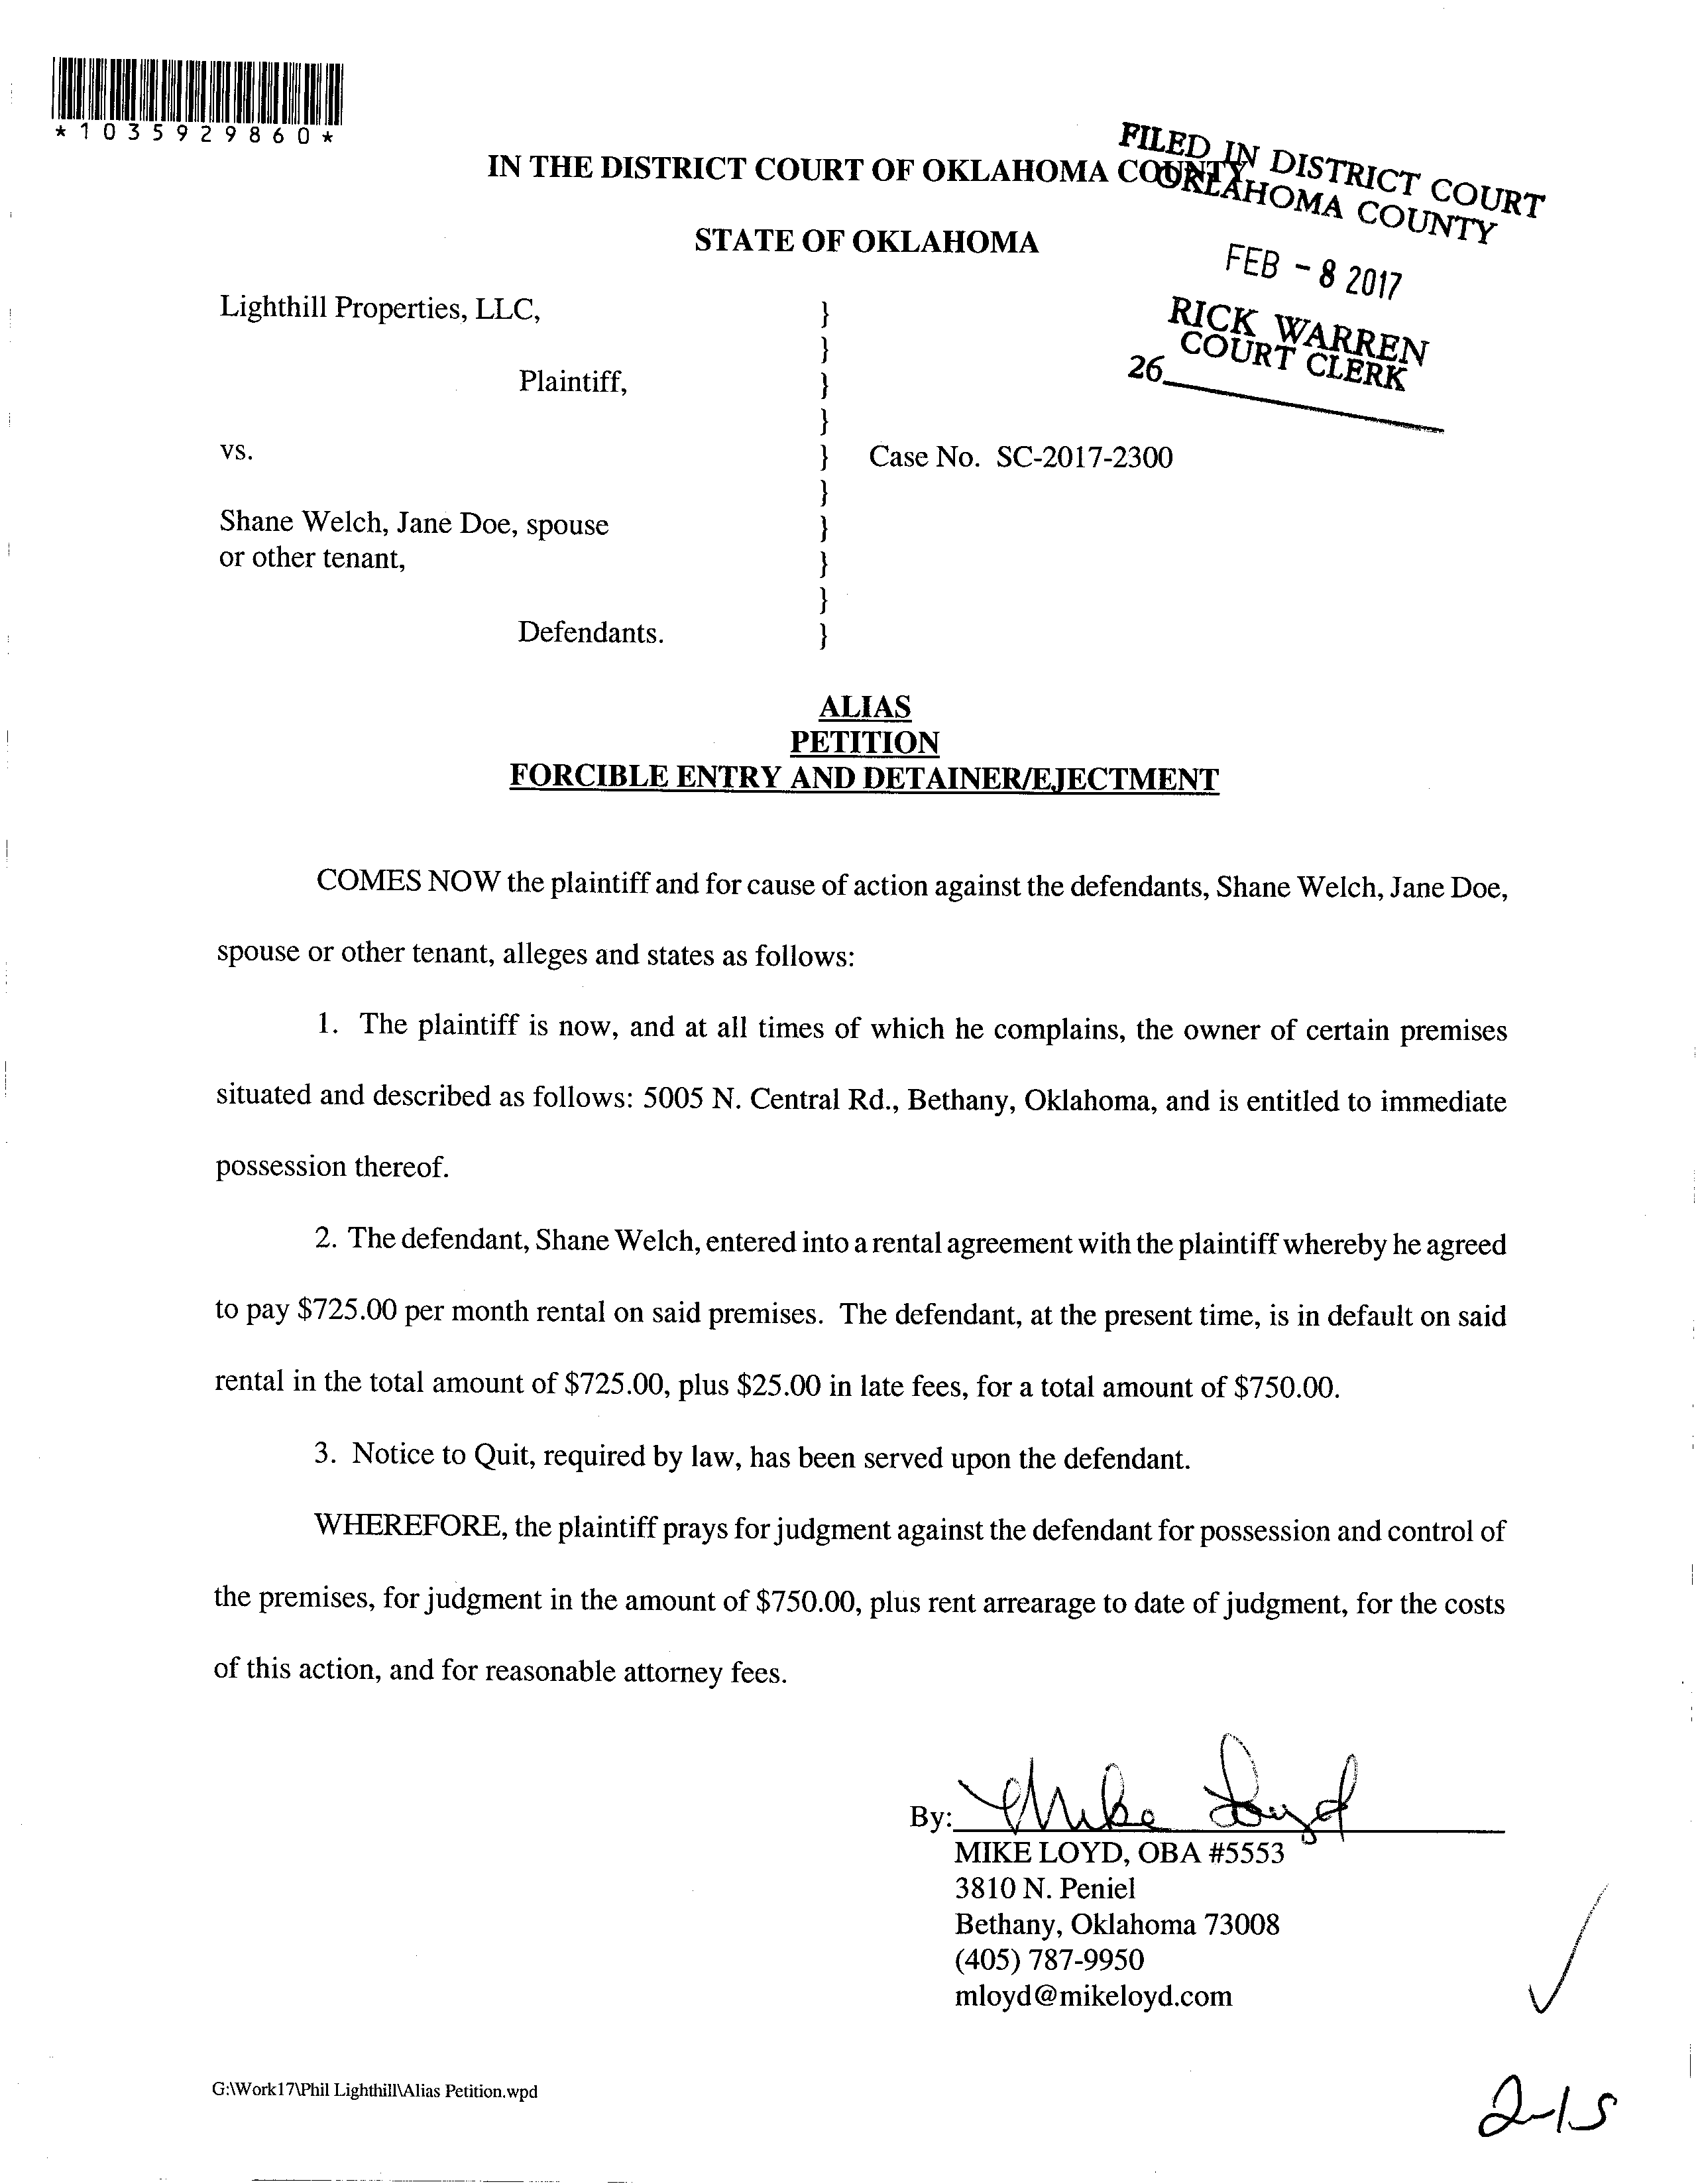 *1035929860*
IN THE DISTRICT COURT OF OKLAHOMA COUNTY
FILED IN DISTRICT COURT
OKLAHOMA COUNTY
STATE OF OKLAHOMA
FEB - 8 2017
RICK WARREN
COURT CLERK
26
Lighthill Properties, LLC, }
}
Plaintiff, }
}
vs. } Case No. SC-2017-2300
}
Shane Welch, Jane Doe, spouse }
or other tenant, }
}
Defendants. }
ALIAS
PETITION
FORCIBLE ENTRY AND DETAINER/EJECTMENT
COMES NOW the plaintiff and for cause of action against the defendants, Shane Welch, Jane Doe,
spouse or other tenant, alleges and states as follows:
1. The plaintiff is now, and at all times of which he complains, the owner of certain premises
situated and described as follows: 5005 N. Central Rd., Bethany, Oklahoma, and is entitled to immediate
possession thereof.
2. The defendant, Shane Welch, entered into a rental agreement with the plaintiff whereby he agreed
to pay $725.00 per month rental on said premises. The defendant, at the present time, is in default on said
rental in the total amount of $725.00, plus $25.00 in late fees, for a total amount of $750.00.
3. Notice to Quit, required by law, has been served upon the defendant.
WHEREFORE, the plaintiff prays for judgment against the defendant for possession and control of
the premises, for judgment in the amount of $750.00, plus rent arrearage to date of judgment, for the costs
of this action, and for reasonable attorney fees.
By: Mike Loyd
MIKE LOYD, OBA #5553
3810 N. Peniel
Bethany, Oklahoma 73008
(405) 787-9950
mloyd@mikeloyd.com
G:\Work17\Phil Lighthill\Alias Petition.wpd
2-15